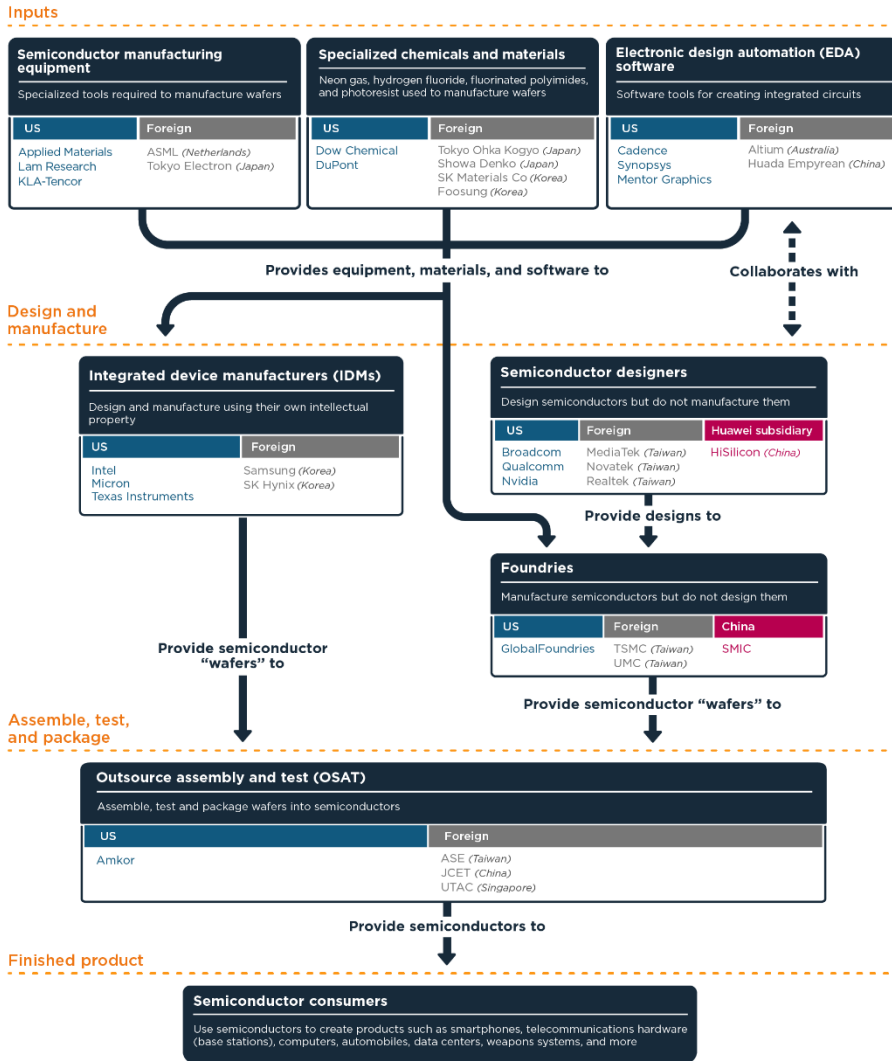 Inputs
Semiconductor manufacturing
equipment
Specialized tools required to manufacture wafers
US
Foreign
Applied Materials
Lam Research
KLA-Tencor
ASML (Netherlands)
Tokyo Electron (Japan)
Specialized chemicals and materials
Neon gas, hydrogen fluoride, fluorinated polyimides,
and photoresist used to manufacture wafers
US
Foreign
Dow Chemical
DuPont
Tokyo Ohka Kogyo (Japan)
Showa Denko (Japan)
SK Materials Co (Korea)
Foosung (Korea)
Electronic design automation (EDA)
software
Software tools for creating integrated circuits
US
Foreign
Cadence
Synopsys
Mentor Graphics
Altium (Australia)
Huada Empyrean (China)
Provides equipment, materials, and software to
Collaborates with
Design and
manufacture
Integrated device manufacturers (IDMs)
Design and manufacture using their own intellectual
property
US
Foreign
Intel
Micron
Texas Instruments
Samsung (Korea)
SK Hynix (Korea)
Semiconductor designers
Design semiconductors but do not manufacture them
US
Foreign
Huawei subsidiary
Broadcom
Qualcomm
Nvidia
MediaTek (Taiwan)
Novatek (Taiwan)
Realtek (Taiwan)
HiSilicon (China)
Provide designs to
Foundries
Manufacture semiconductors but do not design them
US
Foreign
China
GlobalFoundries
TSMC (Taiwan)
UMC (Taiwan)
SMIC
Provide semiconductor
“wafers” to
Provide semiconductor “wafers” to
Assemble, test,
and package
Outsource assembly and test (OSAT)
Assemble, test and package wafers into semiconductors
US
Foreign
Amkor
ASE (Taiwan)
JCET (China)
UTAC (Singapore)
Provide semiconductors to
Finished product
Semiconductor consumers
Use semiconductors to create products such as smartphones, telecommunications hardware
(base stations), computers, automobiles, data centers, weapons systems, and more